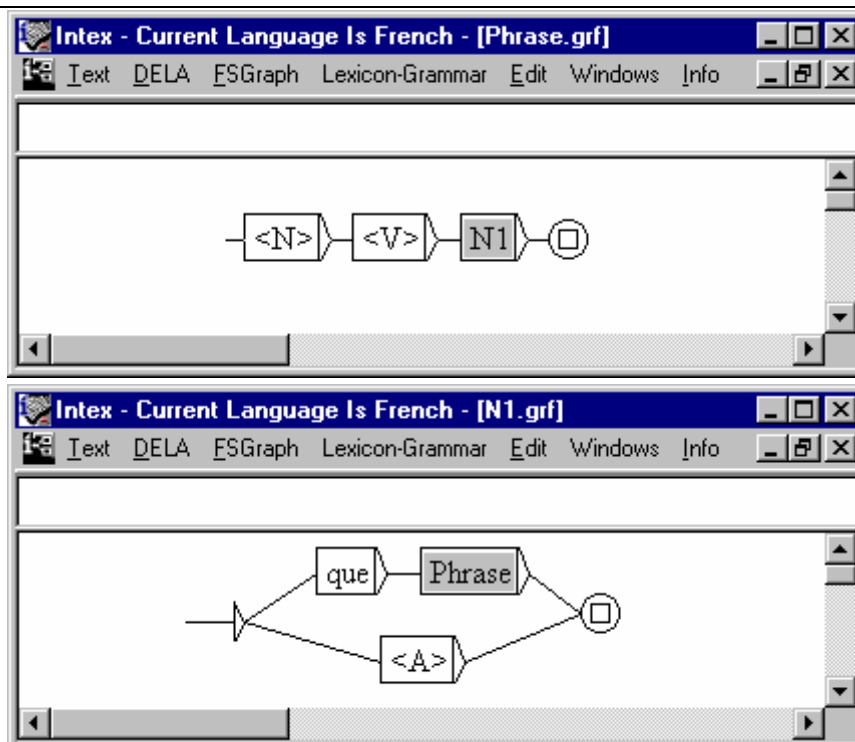 Intex - Current Language Is French - [Phrase.grf]
Text DELA FSGraph Lexicon-Grammar Edit Windows Info
<N> <V> N1
Intex - Current Language Is French - [N1.grf]
Text DELA FSGraph Lexicon-Grammar Edit Windows Info
que Phrase
<A>